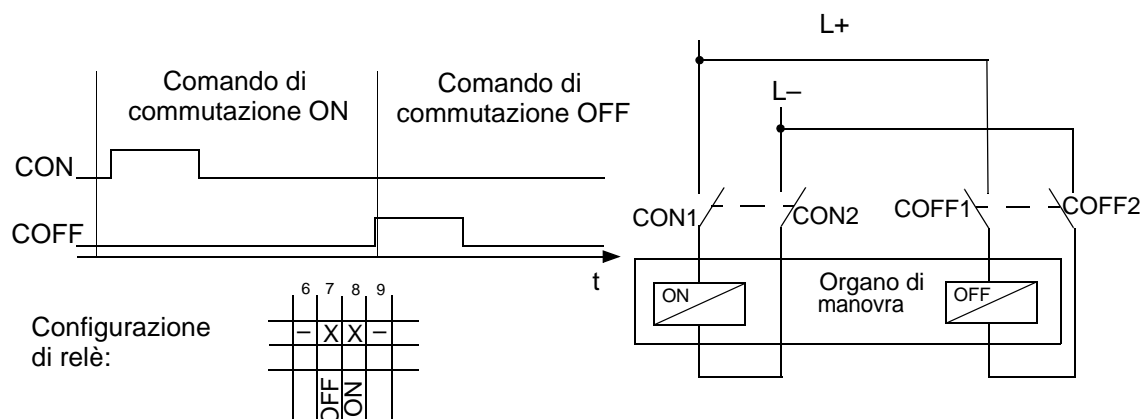 Comando di
commutazione ON
Comando di
commutazione OFF
CON
COFF
t
Configurazione
di relè:
6 7 8 9
– X X –
OFF
ON
L+
L–
CON1
CON2
COFF1
COFF2
ON
Organo di
manovra
OFF